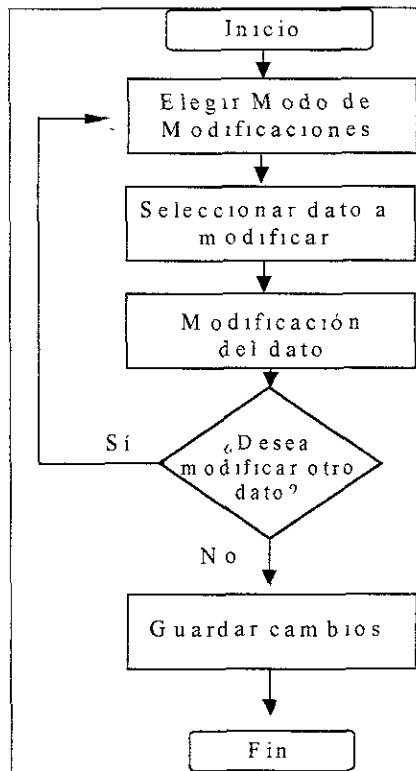 Inicio
Elegir Modo de
Modificaciones
Seleccionar dato a
modificar
Modificación
del dato
Sí
¿Desea
modificar otro
dato?
No
Guardar cambios
Fin